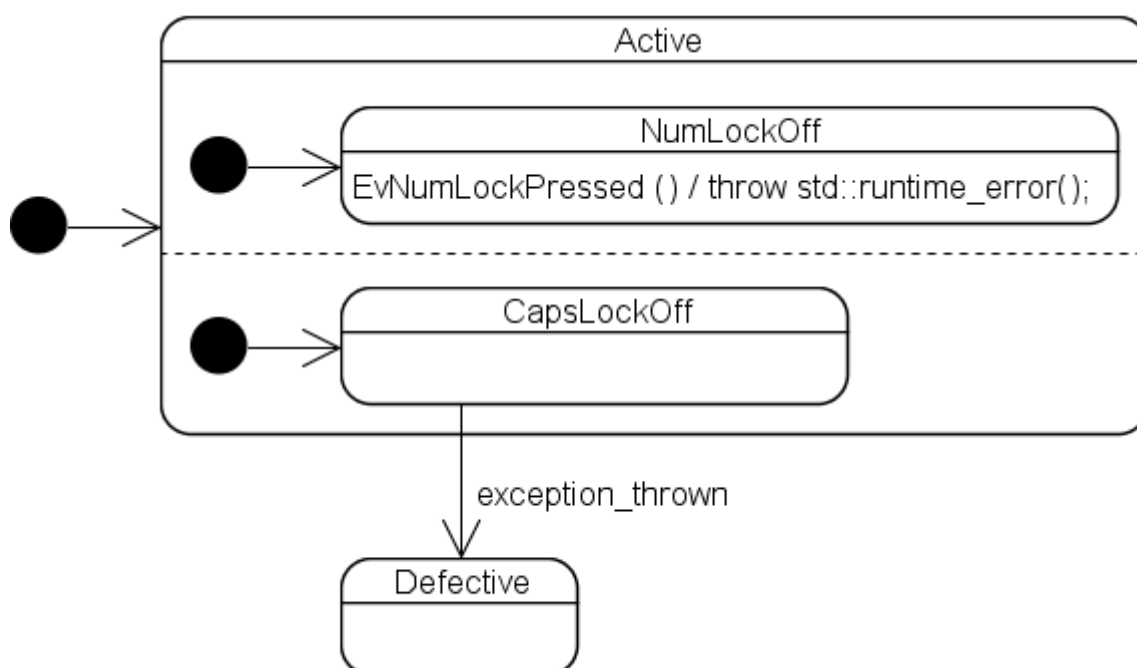 Active
NumLockOff
EvNumLockPressed () / throw std::runtime_error();
CapsLockOff
exception_thrown
Defective